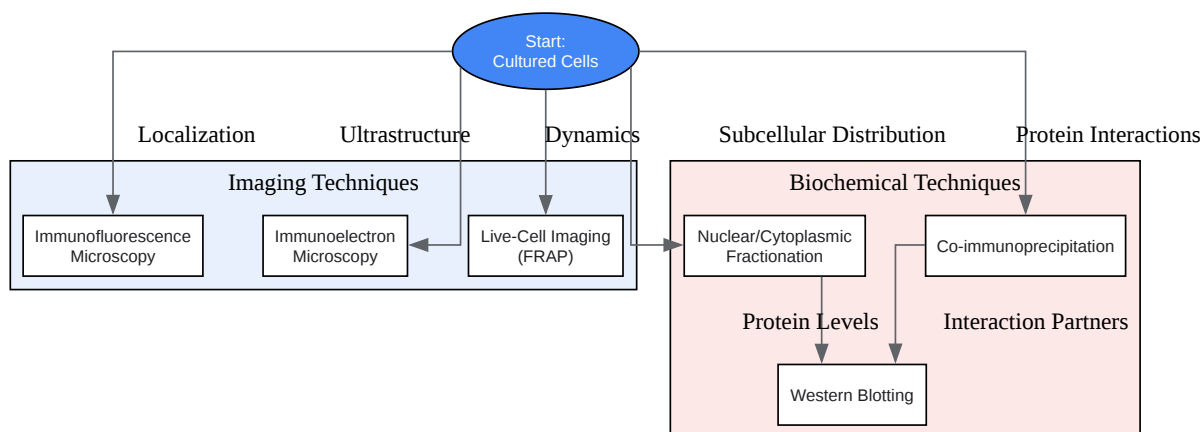 Start:
Cultured Cells
Localization
Ultrastructure
Dynamics
Subcellular Distribution
Protein Interactions
Imaging Techniques
Biochemical Techniques
Immunofluorescence
Microscopy
Immunoelectron
Microscopy
Live-Cell Imaging
(FRAP)
Nuclear/Cytoplasmic
Fractionation
Co-immunoprecipitation
Protein Levels
Interaction Partners
Western Blotting